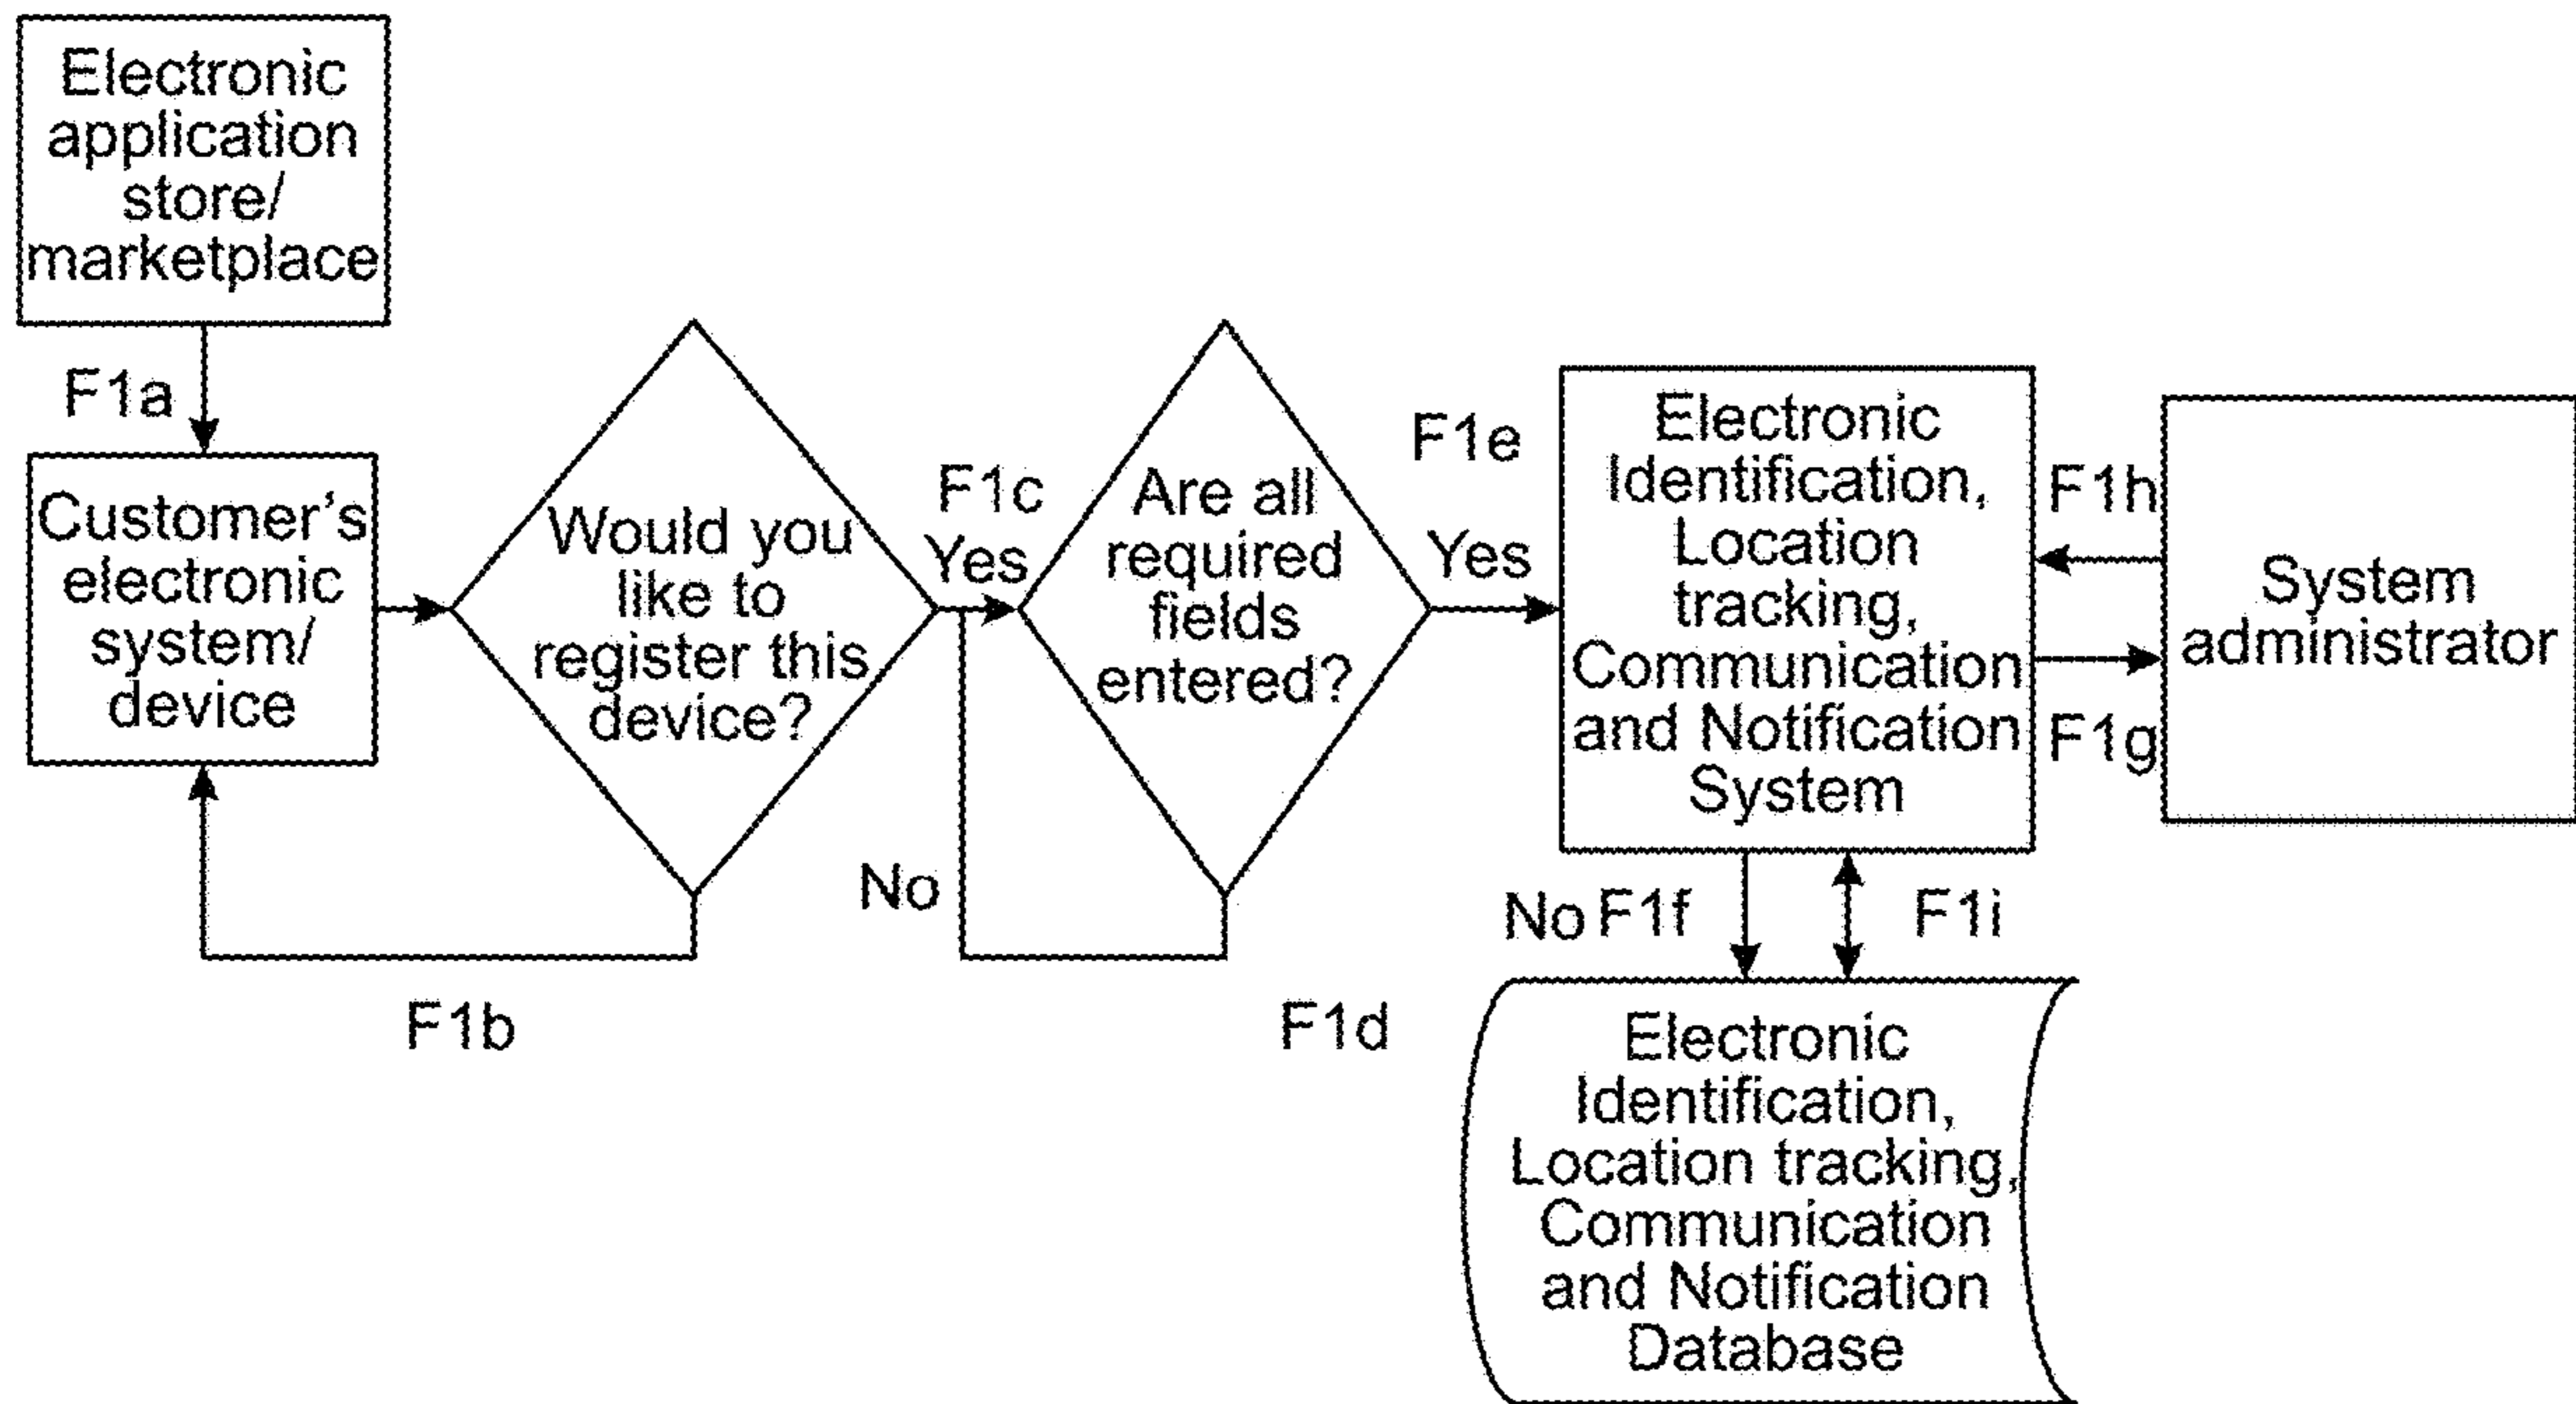 Electronic
application
store/
marketplace
F1a
Customer's
electronic
system/
device
F1b
Would you
like to
register this
device?
F1c
Yes
No
Are all
required
fields
entered?
F1d
F1e
Yes
Electronic
Identification,
Location
tracking,
Communication
and Notification
System
F1h
F1g
System
administrator
No F1f
F1i
Electronic
Identification,
Location tracking,
Communication
and Notification
Database